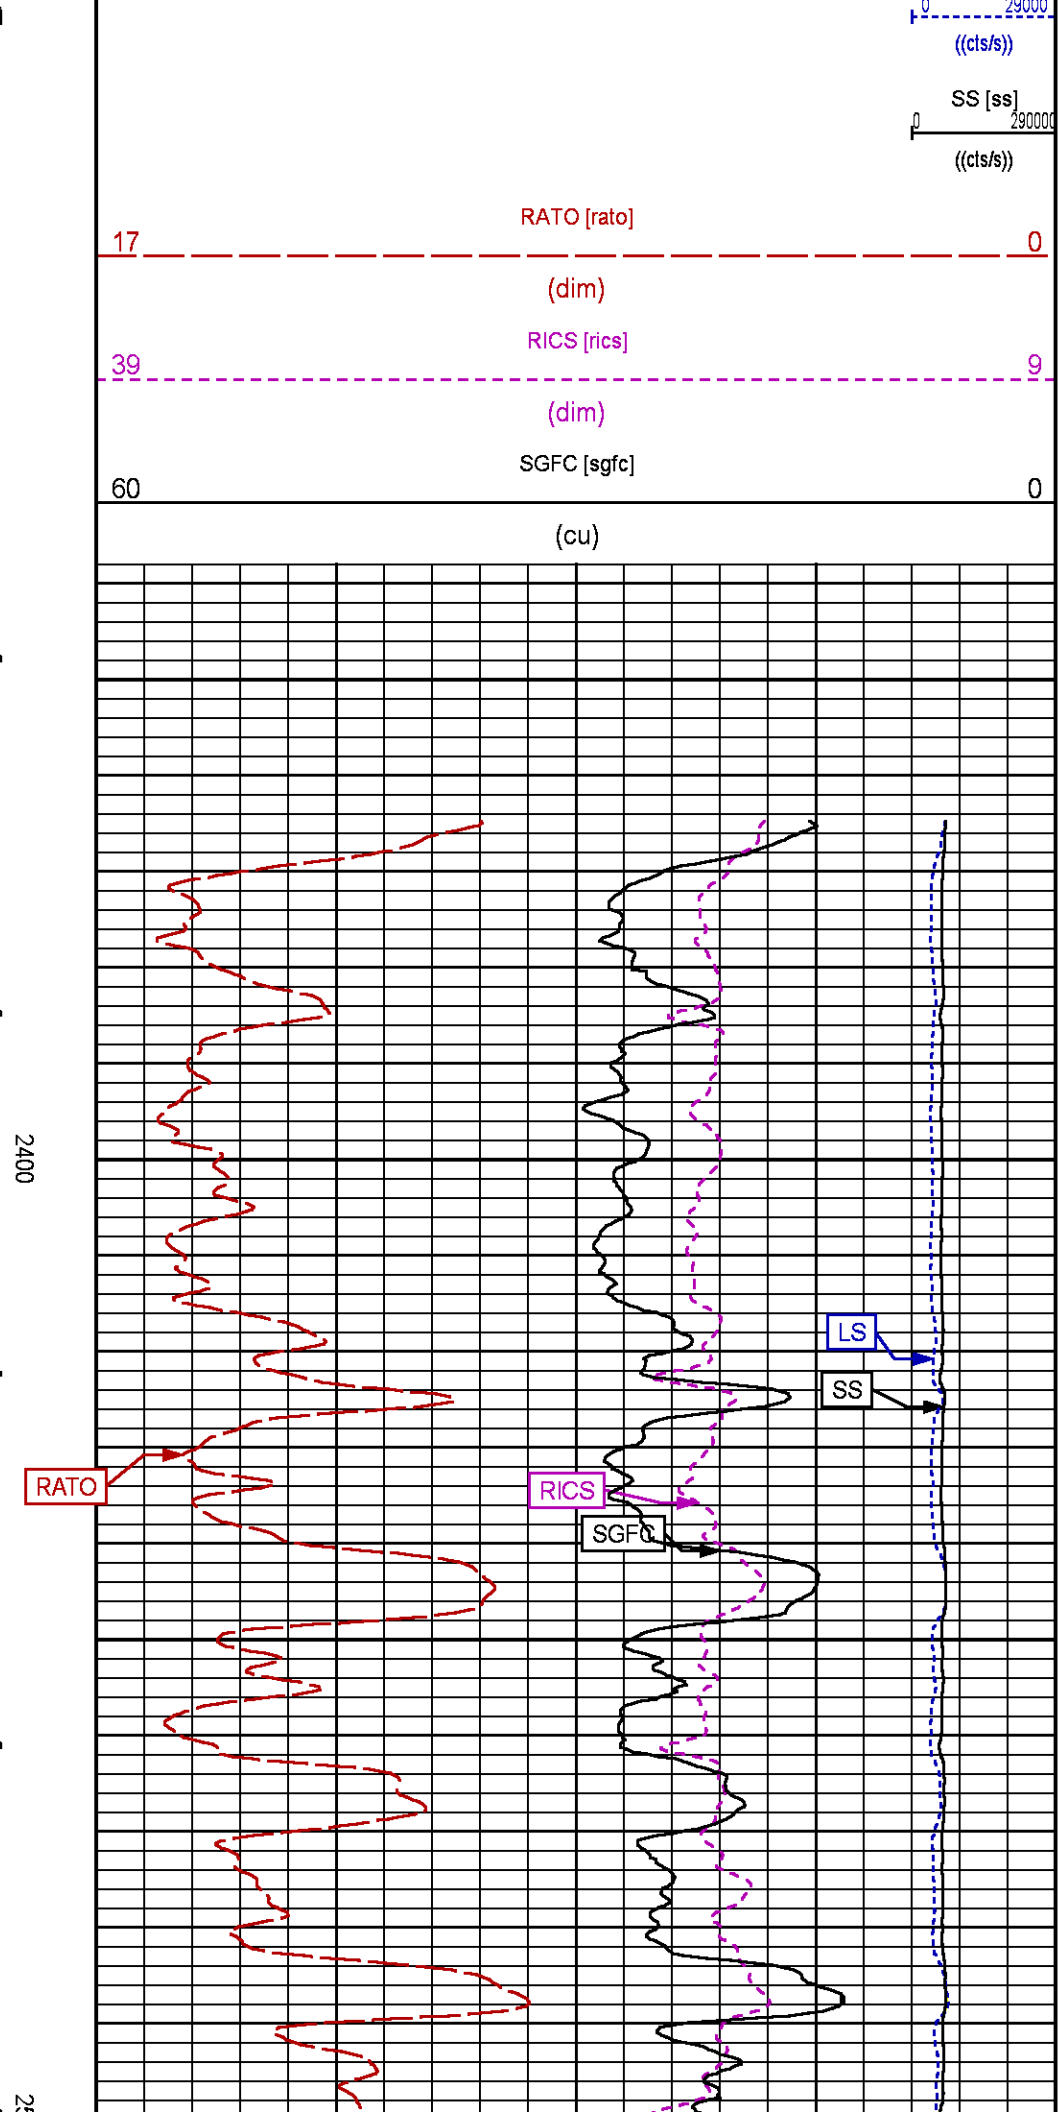 0 29000
((cts/s))
SS [ss]
0 290000
((cts/s))
RATO [rato]
17 0
(dim)
RICS [rics]
39 9
(dim)
SGFC [sgfc]
60 0
(cu)
2400
LS
SS
RATO
RICS
SGFC